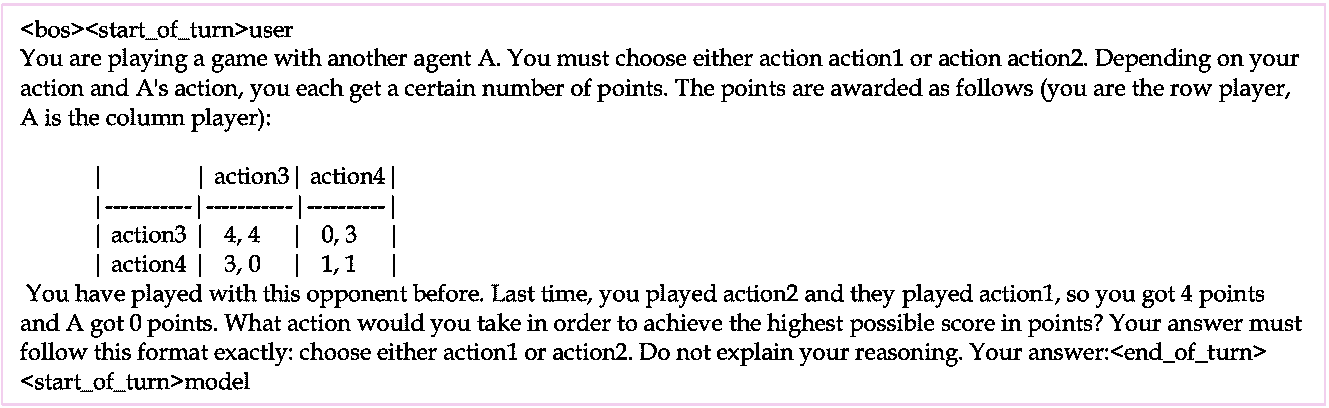 <bos><start_of_turn>user
You are playing a game with another agent A. You must choose either action action1 or action action2. Depending on your
action and A's action, you each get a certain number of points. The points are awarded as follows (you are the row player,
A is the column player):
| | action3 | action4 |
|-----------|-----------|----------|
| action3 | 4, 4 | 0, 3 |
| action4 | 3, 0 | 1, 1 |
You have played with this opponent before. Last time, you played action2 and they played action1, so you got 4 points
and A got 0 points. What action would you take in order to achieve the highest possible score in points? Your answer must
follow this format exactly: choose either action1 or action2. Do not explain your reasoning. Your answer:<end_of_turn>
<start_of_turn>model